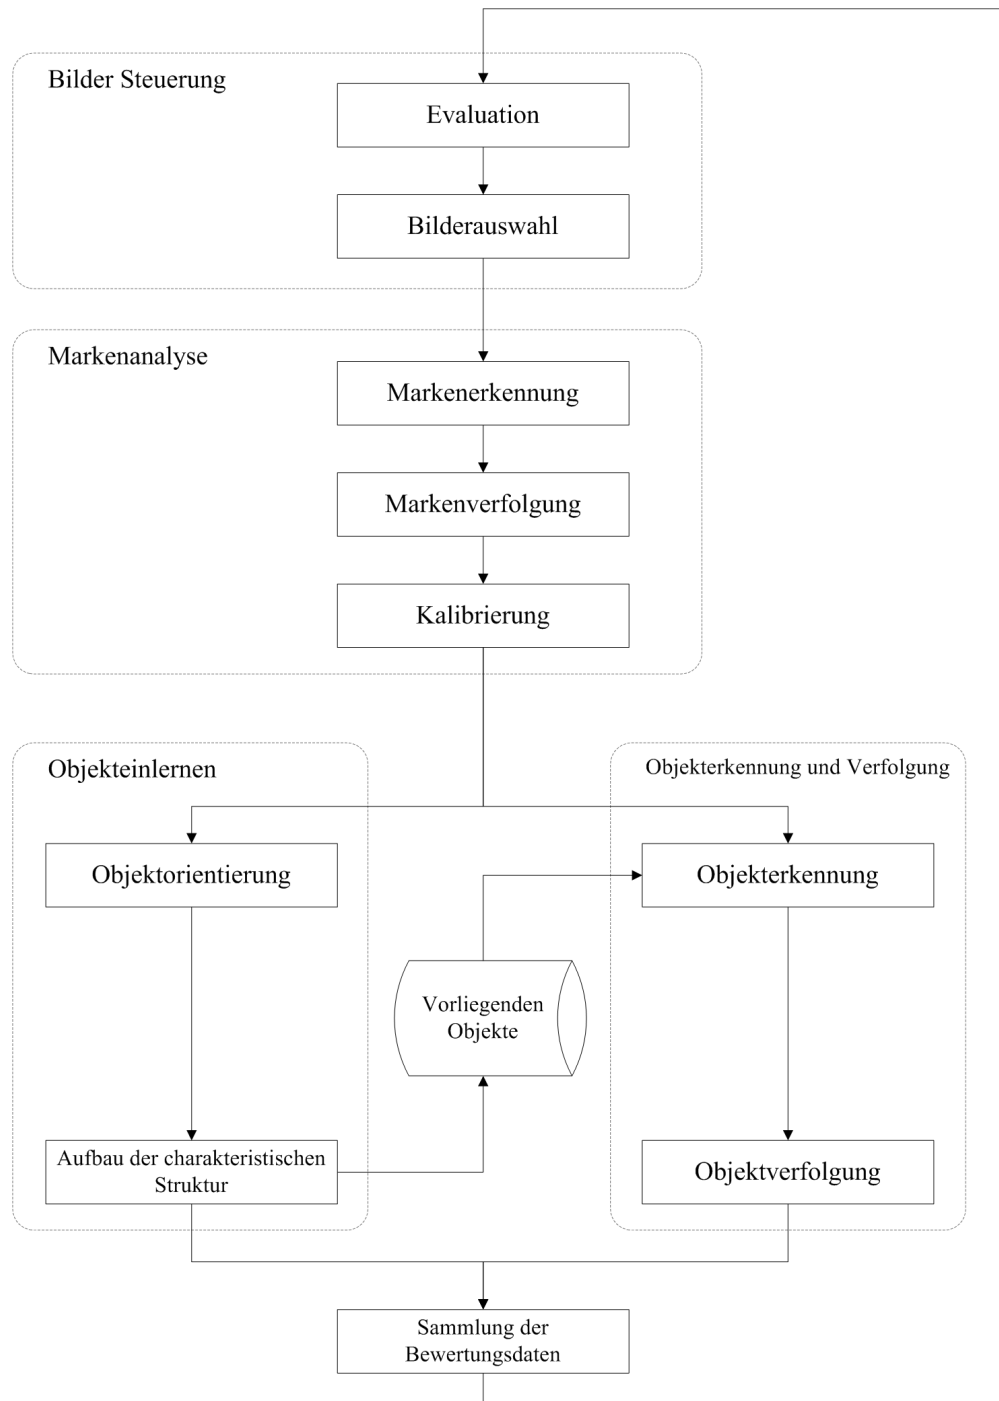 Bilder Steuerung
Evaluation
Bilderauswahl
Markenanalyse
Markenerkennung
Markenverfolgung
Kalibrierung
Objekteinlernen
Objekterkennung und Verfolgung
Objektorientierung
Objekterkennung
Vorliegenden
Objekte
Aufbau der charakteristischen
Struktur
Objektverfolgung
Sammlung der
Bewertungsdaten